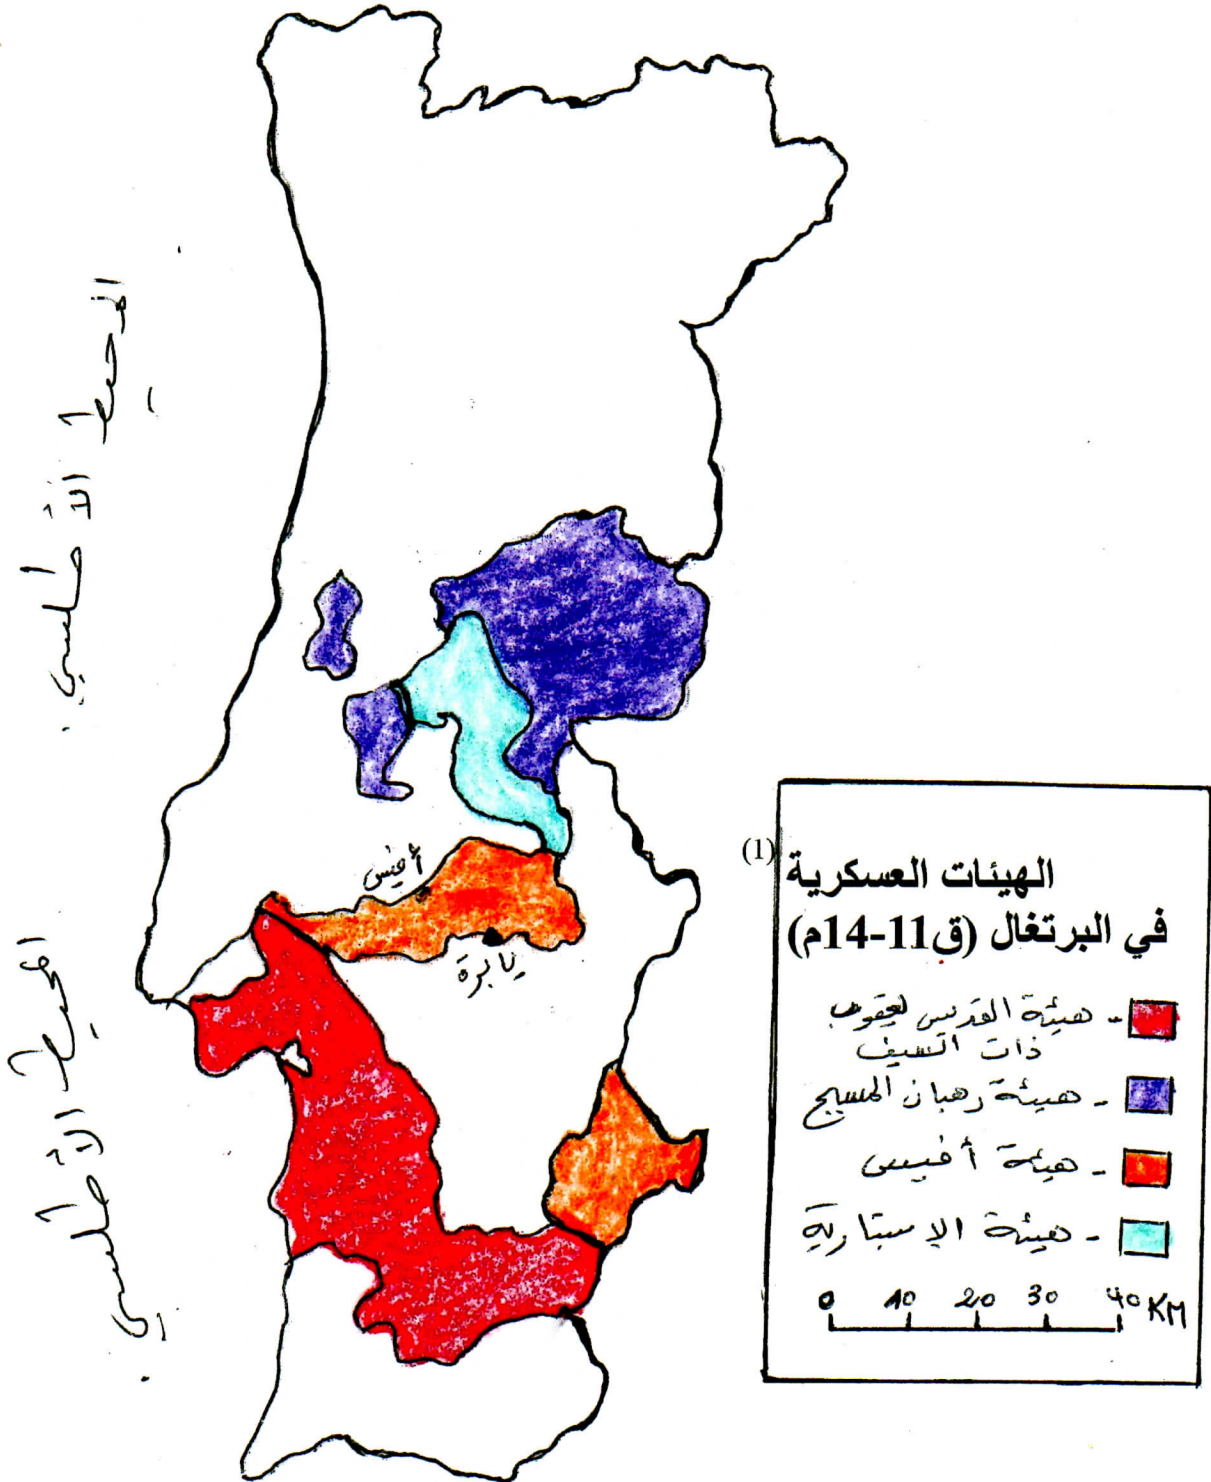 المحيط الأطلسي
المحيط الأطلسي
أفيس
يابرة
(1)
الهيئات العسكرية
في البرتغال (ق11-14م)
- هيئة القديس يعقوب
ذات السيف
- هيئة رهبان المسيح
- هيئة أفيس
- هيئة الإسبتارية
0 10 20 30 40 KM